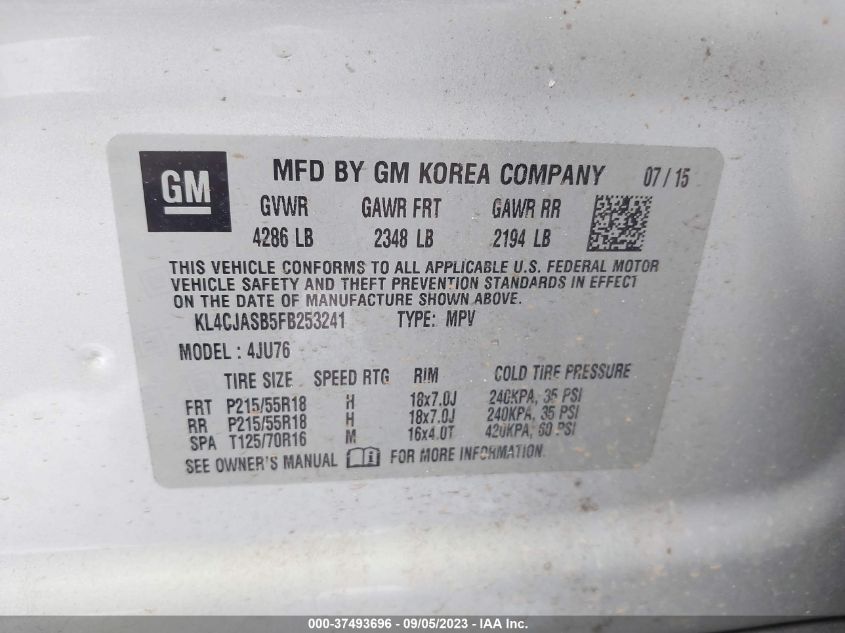 GM
MFD BY GM KOREA COMPANY 07/15
GVWR GAWR FRT GAWR RR
4286 LB 2348 LB 2194 LB
THIS VEHICLE CONFORMS TO ALL APPLICABLE U.S. FEDERAL MOTOR
VEHICLE SAFETY AND THEFT PREVENTION STANDARDS IN EFFECT
ON THE DATE OF MANUFACTURE SHOWN ABOVE.
KL4CJASB5FB253241 TYPE: MPV
MODEL: 4JU76
TIRE SIZE SPEED RTG RIM COLD TIRE PRESSURE
FRT P215/55R18 H 18x7.0J 240KPA, 35 PSI
RR P215/55R18 H 18x7.0J 240KPA, 35 PSI
SPA T125/70R16 M 16x4.0T 420KPA, 60 PSI
SEE OWNER'S MANUAL FOR MORE INFORMATION.
000-37493696 - 09/05/2023 - IAA Inc.